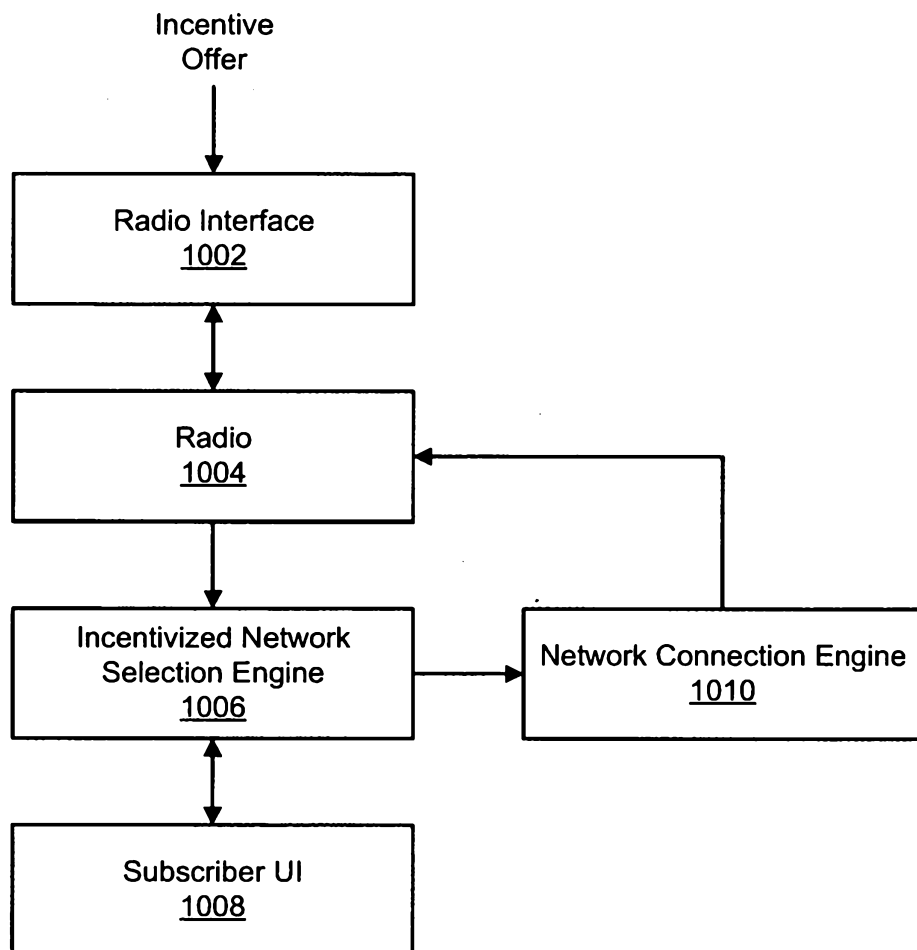 Incentive
Offer
Radio Interface
1002
Radio
1004
Incentivized Network
Selection Engine
1006
Network Connection Engine
1010
Subscriber UI
1008